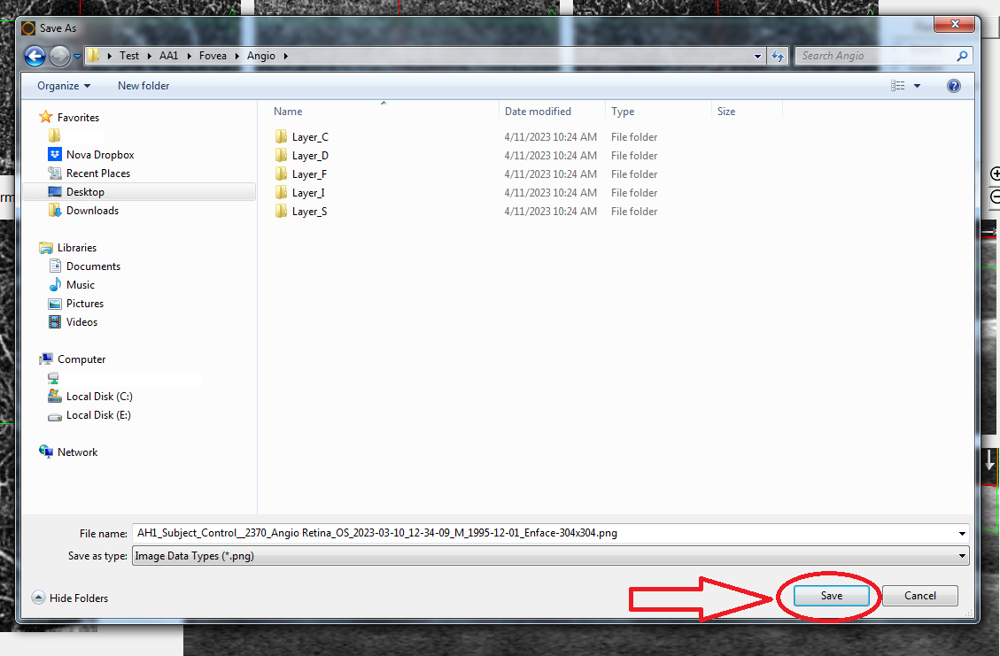 Save As
Test AA1 Fovea Angio
Search Angio
Organize New folder
Name Date modified Type Size
Favorites
Nova Dropbox
Recent Places
Desktop
Downloads
Libraries
Documents
Music
Pictures
Videos
Computer
Local Disk (C:)
Local Disk (E:)
Network
Layer_C 4/11/2023 10:24 AM File folder
Layer_D 4/11/2023 10:24 AM File folder
Layer_F 4/11/2023 10:24 AM File folder
Layer_I 4/11/2023 10:24 AM File folder
Layer_S 4/11/2023 10:24 AM File folder
File name: AH1_Subject_Control__2370_Angio Retina_OS_2023-03-10_12-34-09_M_1995-12-01_Enface-304x304.png
Save as type: Image Data Types (*.png)
Hide Folders
Save Cancel